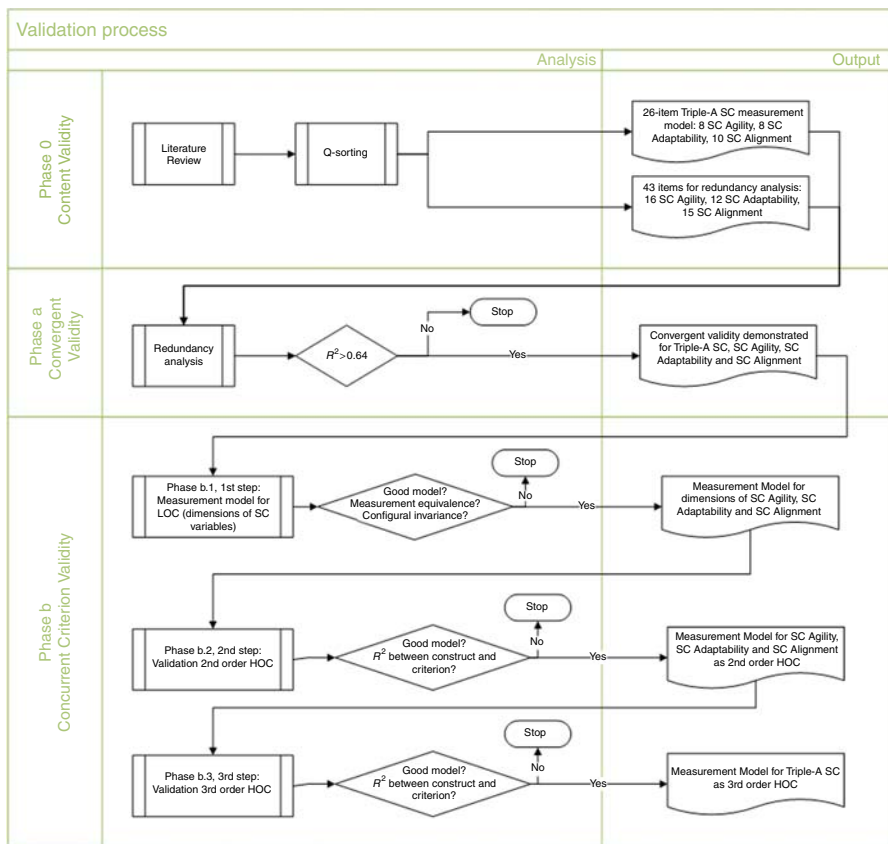 Validation process
Analysis
Output
Phase 0
Content Validity
Literature
Review
Q-sorting
26-item Triple-A SC measurement
model: 8 SC Agility, 8 SC
Adaptability, 10 SC Alignment
43 items for redundancy analysis:
16 SC Agility, 12 SC Adaptability,
15 SC Alignment
Phase a
Convergent
Validity
Redundancy
analysis
R²>0.64
No
Stop
Yes
Convergent validity demonstrated
for Triple-A SC, SC Agility, SC
Adaptability and SC Alignment
Phase b
Concurrent Criterion Validity
Phase b.1, 1st step:
Measurement model for
LOC (dimensions of SC
variables)
Good model?
Measurement equivalence?
Configural invariance?
Stop
No
Yes
Measurement Model for
dimensions of SC Agility, SC
Adaptability and SC Alignment
Phase b.2, 2nd step:
Validation 2nd order HOC
Good model?
R² between construct and
criterion?
Stop
No
Yes
Measurement Model for SC Agility,
SC Adaptability and SC Alignment
as 2nd order HOC
Phase b.3, 3rd step:
Validation 3rd order HOC
Good model?
R² between construct and
criterion?
Stop
No
Yes
Measurement Model for Triple-A SC
as 3rd order HOC